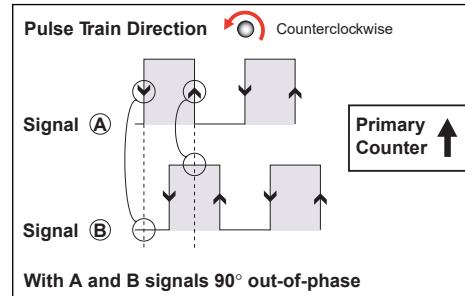 Pulse Train Direction Counterclockwise
Signal A
Primary
Counter
Signal B
With A and B signals 90° out-of-phase